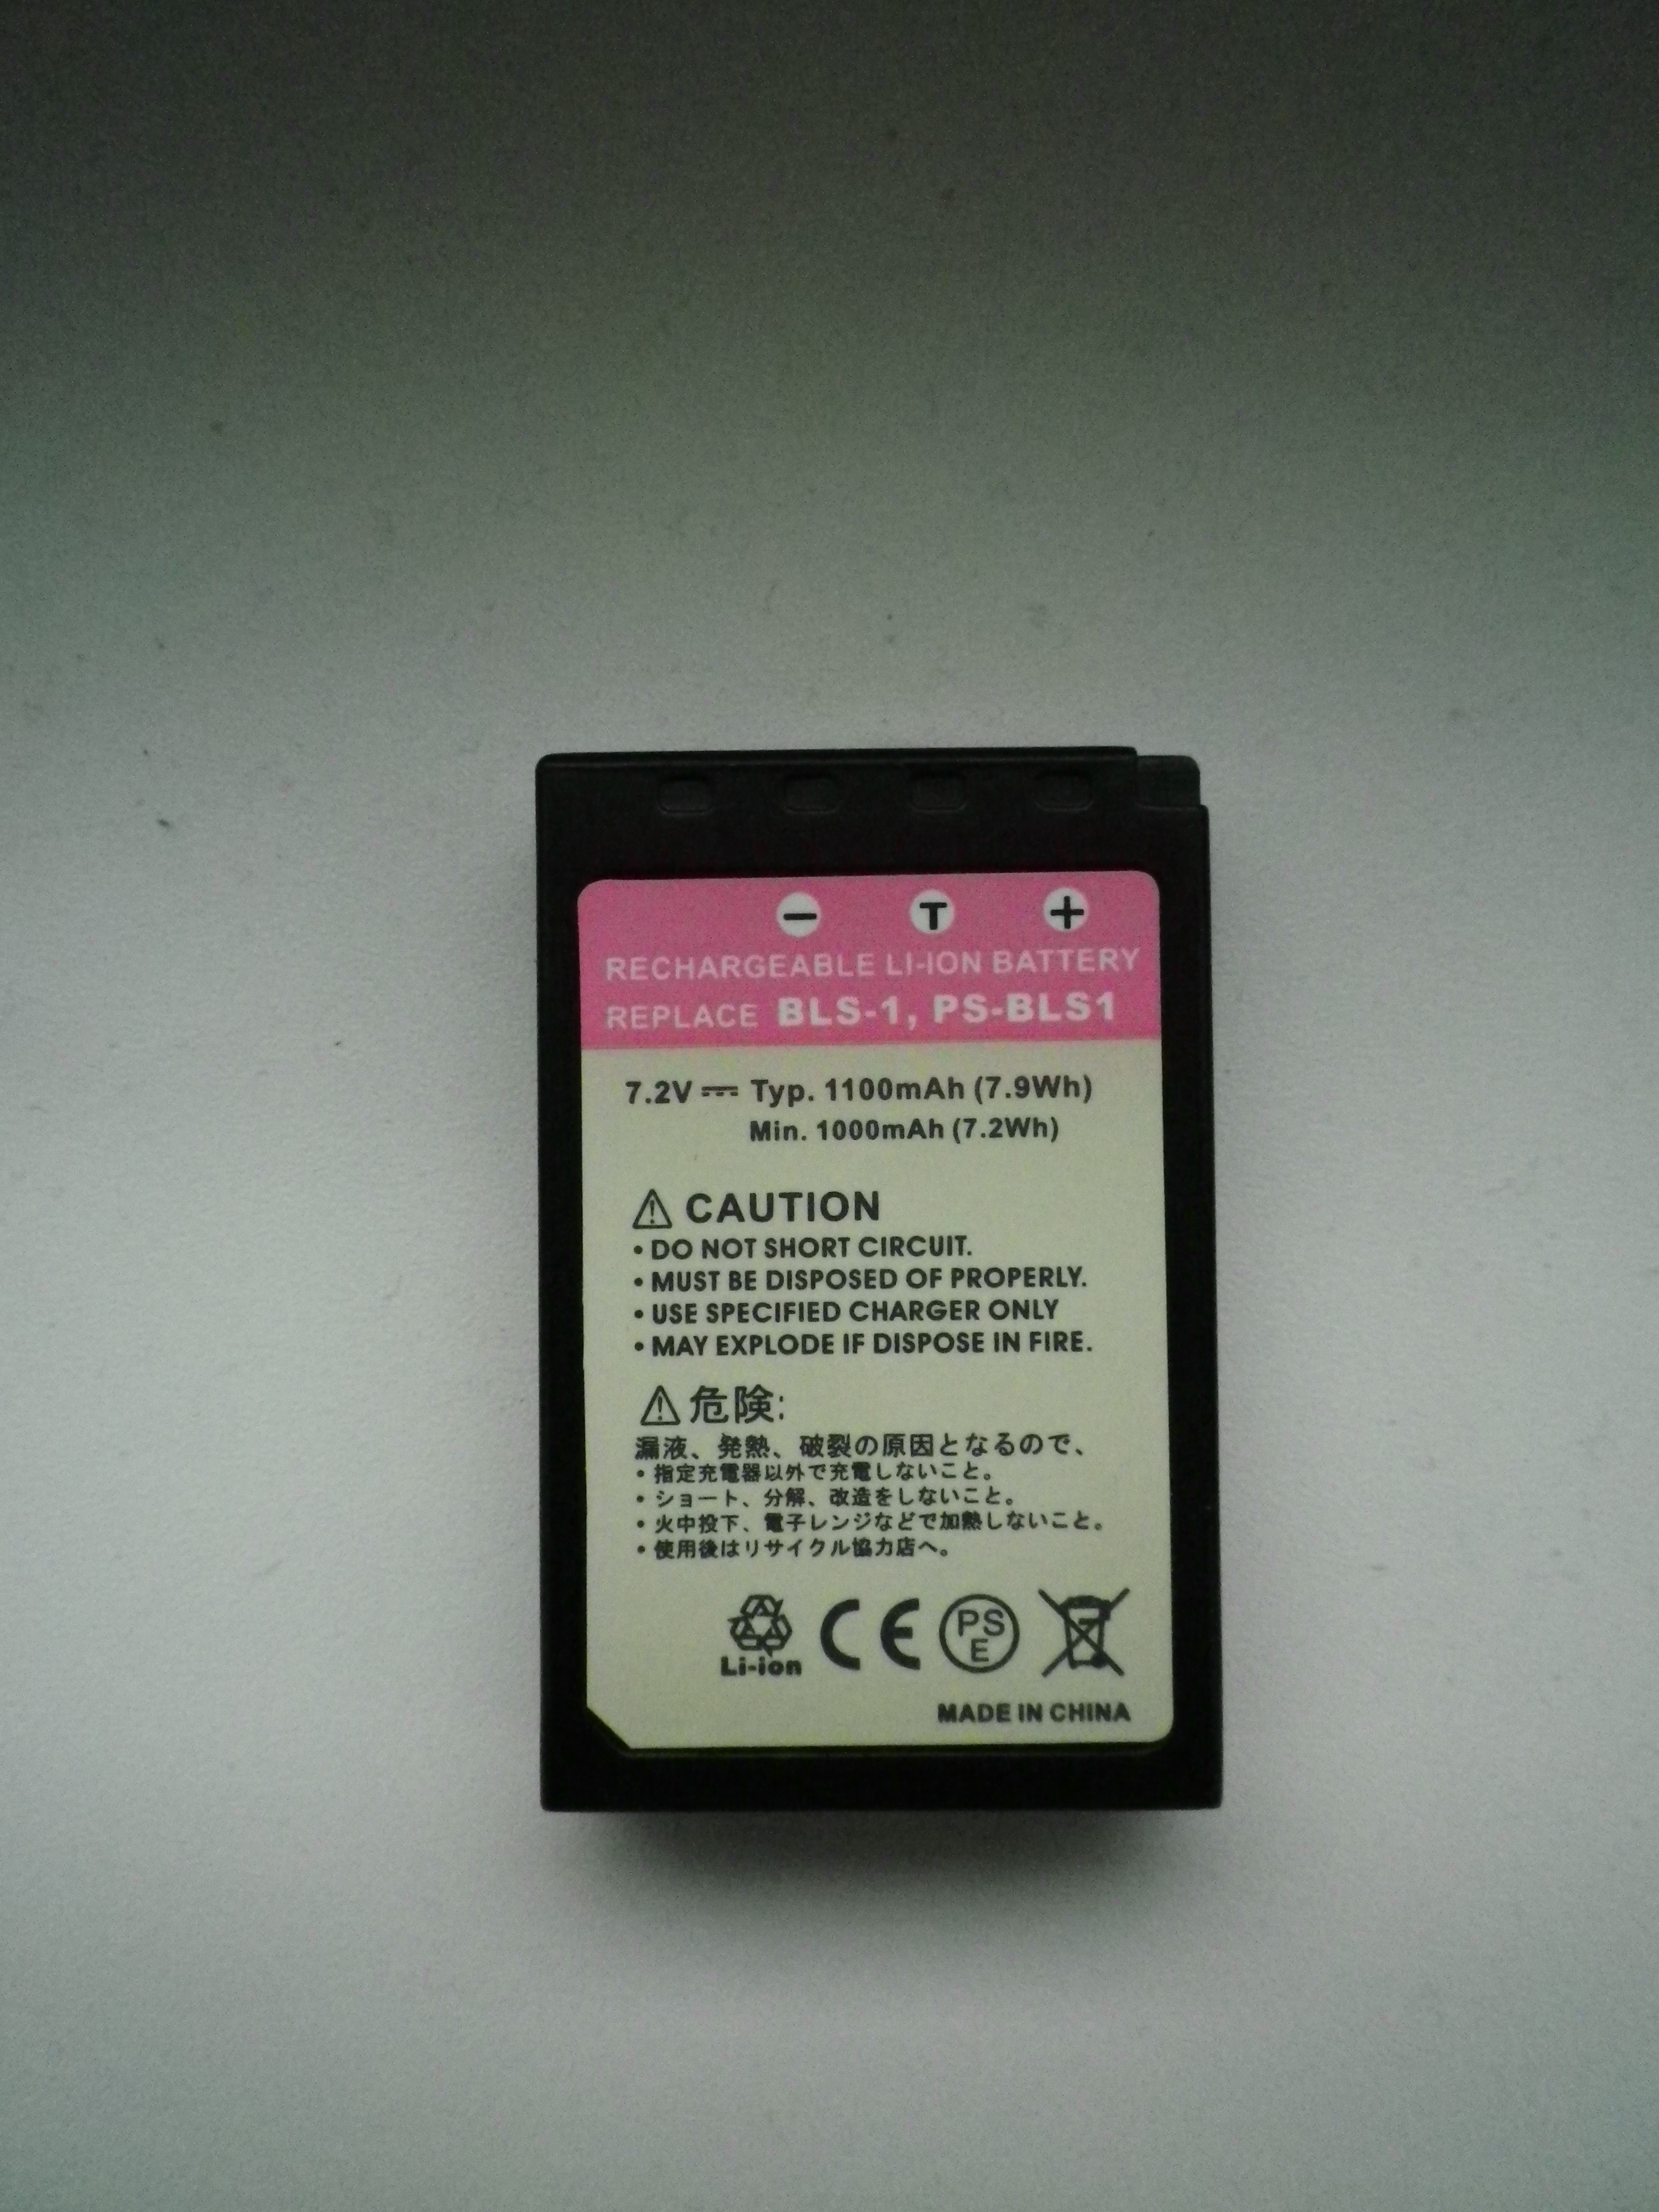 − T +
RECHARGEABLE LI-ION BATTERY
REPLACE BLS-1, PS-BLS1
7.2V ⎓ Typ. 1100mAh (7.9Wh)
Min. 1000mAh (7.2Wh)
⚠ CAUTION
• DO NOT SHORT CIRCUIT.
• MUST BE DISPOSED OF PROPERLY.
• USE SPECIFIED CHARGER ONLY
• MAY EXPLODE IF DISPOSE IN FIRE.
⚠ 危険:
漏液、発熱、破裂の原因となるので、
• 指定充電器以外で充電しないこと。
• ショート、分解、改造をしないこと。
• 火中投下、電子レンジなどで加熱しないこと。
• 使用後はリサイクル協力店へ。
Li-ion CE PSE
MADE IN CHINA